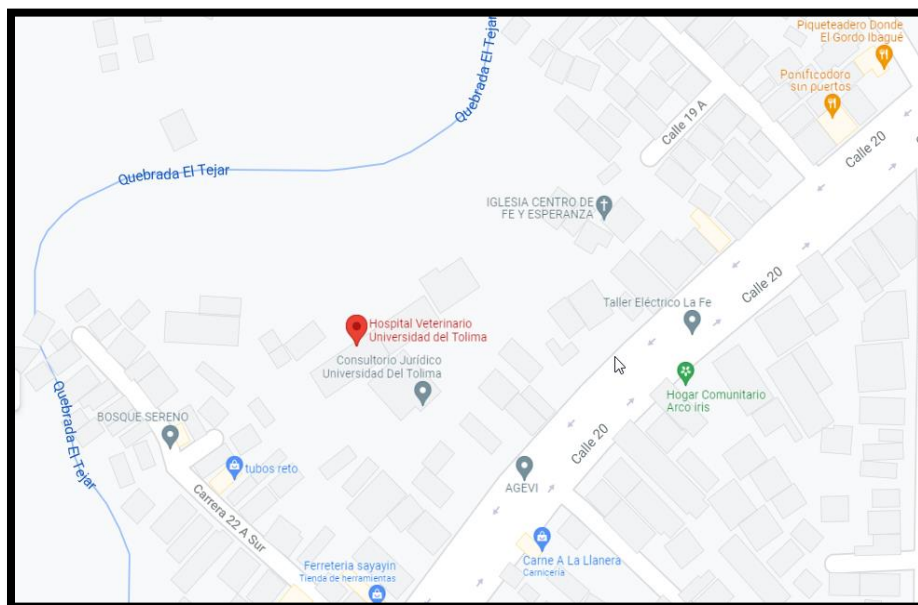 Piqueteadero Donde
El Gordo Ibagué
Panificadora
sin puertas
Quebrada El Tejar
Calle 19 A
Calle 20
Quebrada El Tejar
IGLESIA CENTRO DE
FE Y ESPERANZA
Calle 20
Taller Eléctrico La Fe
Hospital Veterinario
Universidad del Tolima
Consultorio Jurídico
Universidad Del Tolima
Hogar Comunitario
Arco iris
Quebrada El Tejar
BOSQUE SERENO
Calle 20
tubos reto
AGEVI
Carrera 22 A Sur
Carne A La Llanera
Carnicería
Ferreteria sayayin
Tienda de herramientas